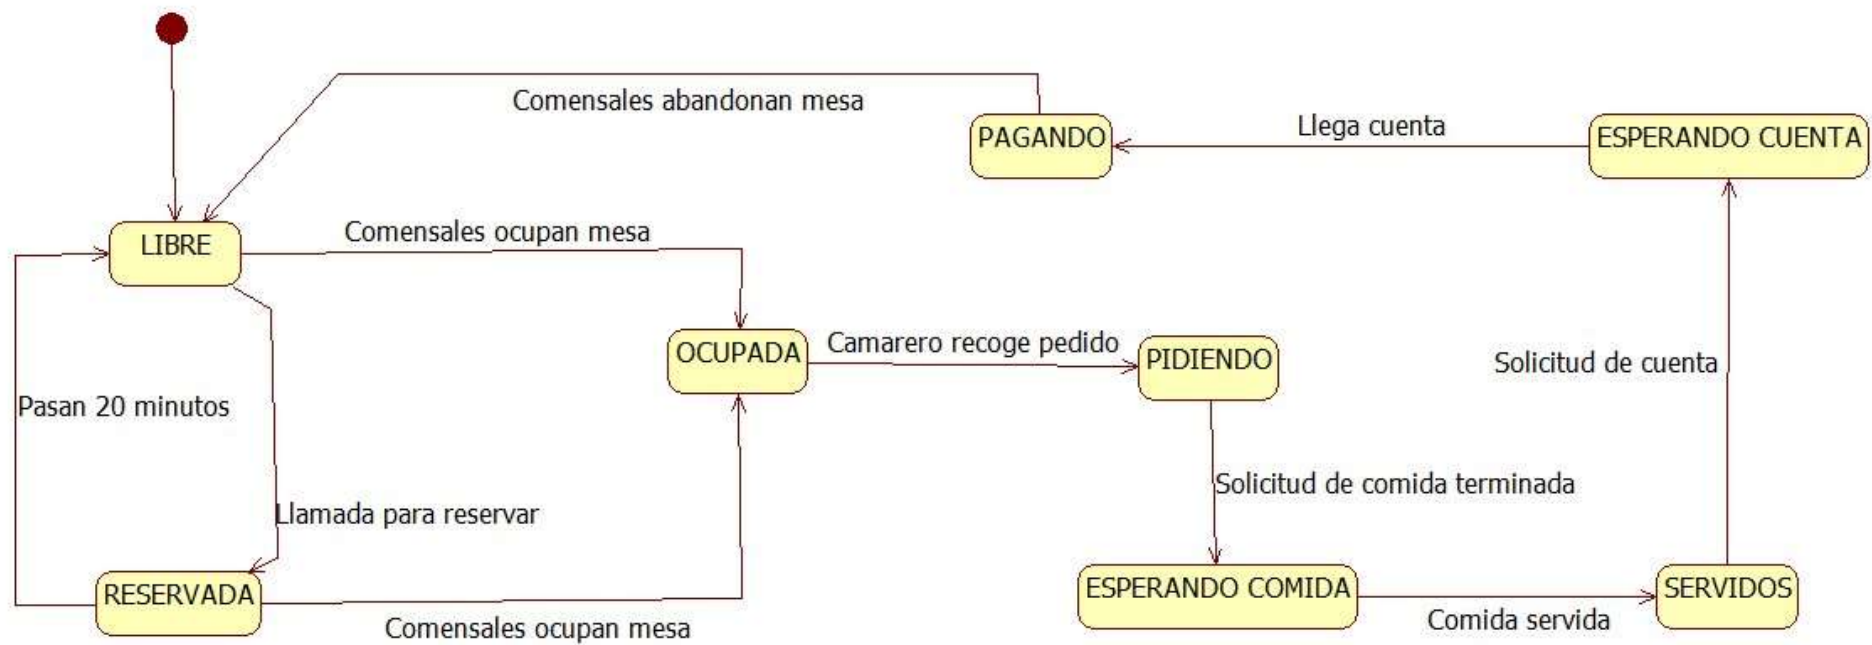 Comensales abandonan mesa
PAGANDO
Llega cuenta
ESPERANDO CUENTA
LIBRE
Comensales ocupan mesa
OCUPADA
Camarero recoge pedido
PIDIENDO
Solicitud de cuenta
Pasan 20 minutos
Llamada para reservar
Solicitud de comida terminada
RESERVADA
Comensales ocupan mesa
ESPERANDO COMIDA
Comida servida
SERVIDOS